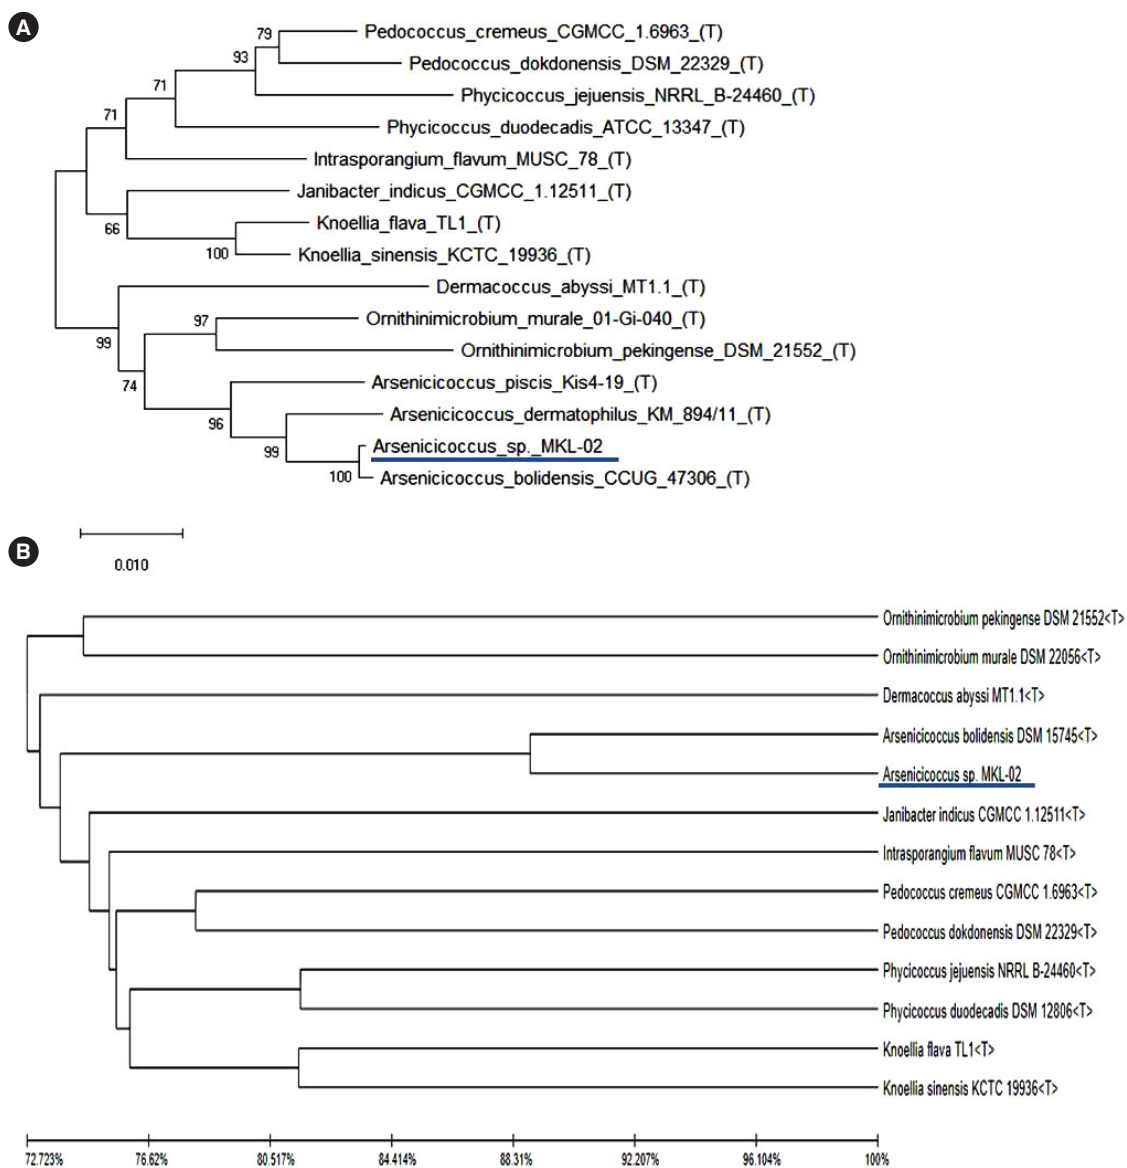 A
79
Pedococcus_cremeus_CGMCC_1.6963_(T)
93
Pedococcus_dokdonensis_DSM_22329_(T)
71
Phycicoccus_jejuensis_NRRL_B-24460_(T)
71
Phycicoccus_duodecadis_ATCC_13347_(T)
Intrasporangium_flavum_MUSC_78_(T)
Janibacter_indicus_CGMCC_1.12511_(T)
66
Knoellia_flava_TL1_(T)
100
Knoellia_sinensis_KCTC_19936_(T)
Dermacoccus_abyssi_MT1.1_(T)
97
Ornithinimicrobium_murale_01-Gi-040_(T)
99
Ornithinimicrobium_pekingense_DSM_21552_(T)
74
Arsenicicoccus_piscis_Kis4-19_(T)
96
Arsenicicoccus_dermatophilus_KM_894/11_(T)
99
Arsenicicoccus_sp._MKL-02
100
Arsenicicoccus_bolidensis_CCUG_47306_(T)
0.010
B
Ornithinimicrobium pekingense DSM 21552<T>
Ornithinimicrobium murale DSM 22056<T>
Dermacoccus abyssi MT1.1<T>
Arsenicicoccus bolidensis DSM 15745<T>
Arsenicicoccus sp. MKL-02
Janibacter indicus CGMCC 1.12511<T>
Intrasporangium flavum MUSC 78<T>
Pedococcus cremeus CGMCC 1.6963<T>
Pedococcus dokdonensis DSM 22329<T>
Phycicoccus jejuensis NRRL B-24460<T>
Phycicoccus duodecadis DSM 12806<T>
Knoellia flava TL1<T>
Knoellia sinensis KCTC 19936<T>
72.723% 76.62% 80.517% 84.414% 88.31% 92.207% 96.104% 100%